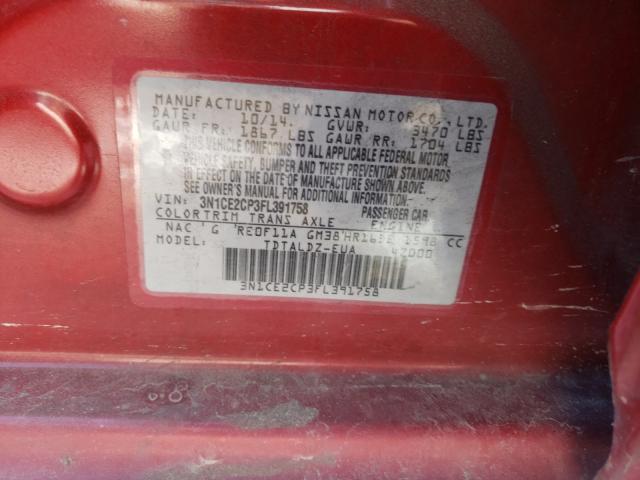 MANUFACTURED BY NISSAN MOTOR CO., LTD.
DATE: 10/14. GVWR: 3470 LBS
GAWR FR: 1867 LBS GAWR RR: 1704 LBS
THIS VEHICLE CONFORMS TO ALL APPLICABLE FEDERAL MOTOR
VEHICLE SAFETY, BUMPER AND THEFT PREVENTION STANDARDS
IN EFFECT ON THE DATE OF MANUFACTURE SHOWN ABOVE.
SEE OWNER'S MANUAL FOR ADDITIONAL INFORMATION.
VIN: 3N1CE2CP3FL391758 PASSENGER CAR
COLOR TRIM TRANS AXLE ENGINE
NAC G RE0F11A GM38 HR16DE 1598 CC
MODEL: TDTALDZ-EUA 42000
3N1CE2CP3FL391758